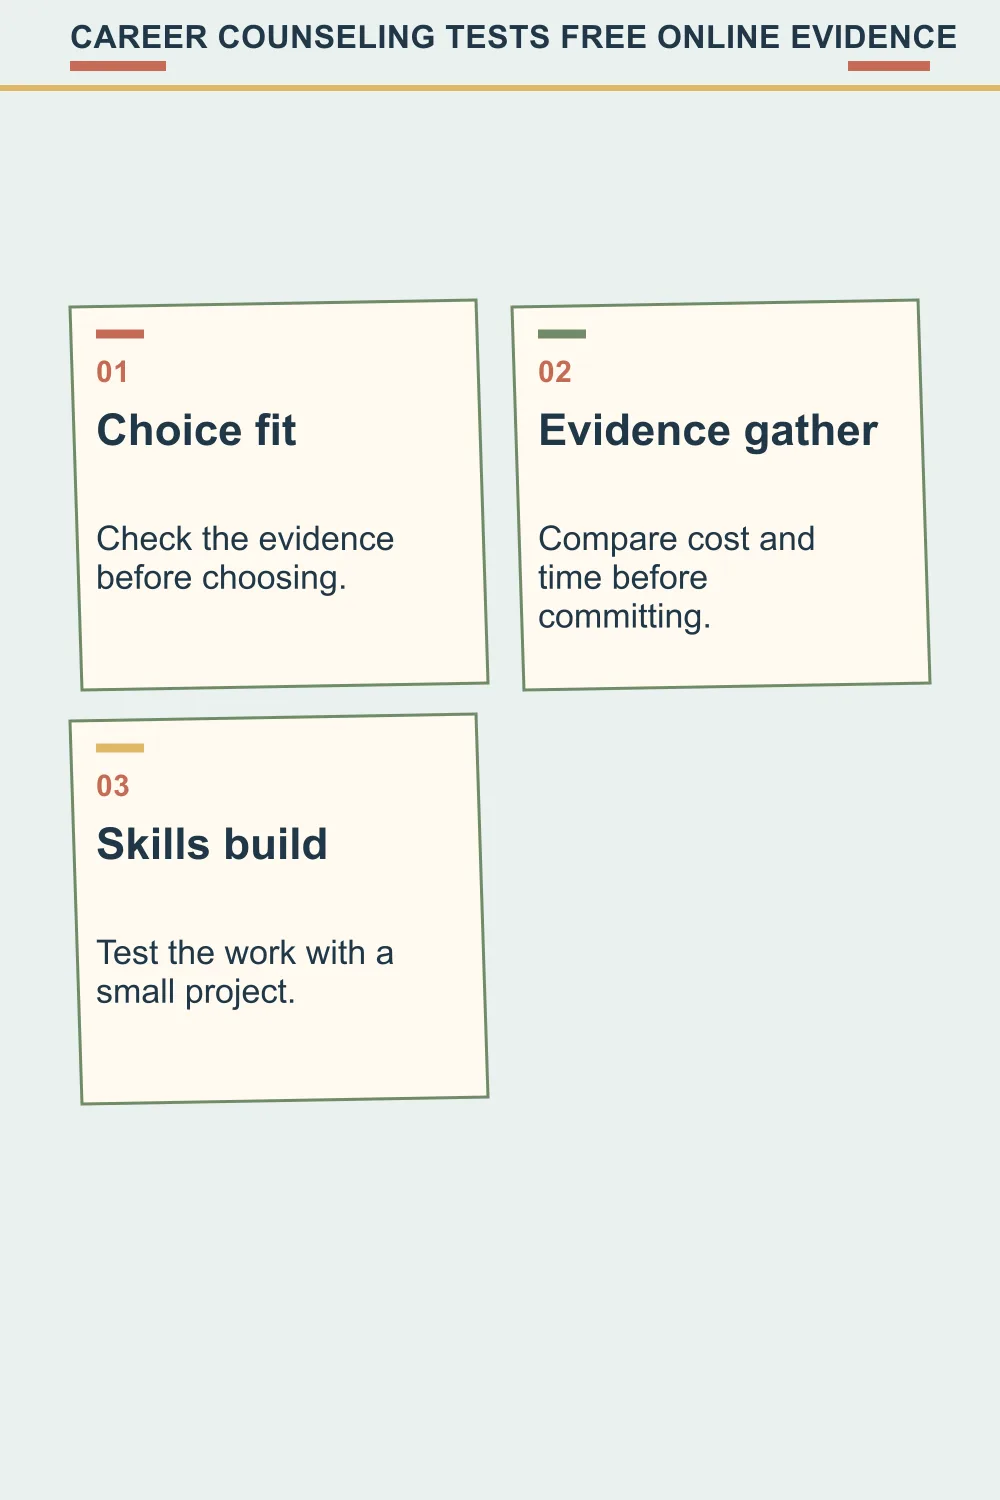 CAREER COUNSELING TESTS FREE ONLINE EVIDENCE
01
Choice fit
Check the evidence
before choosing.
02
Evidence gather
Compare cost and
time before
committing.
03
Skills build
Test the work with a
small project.